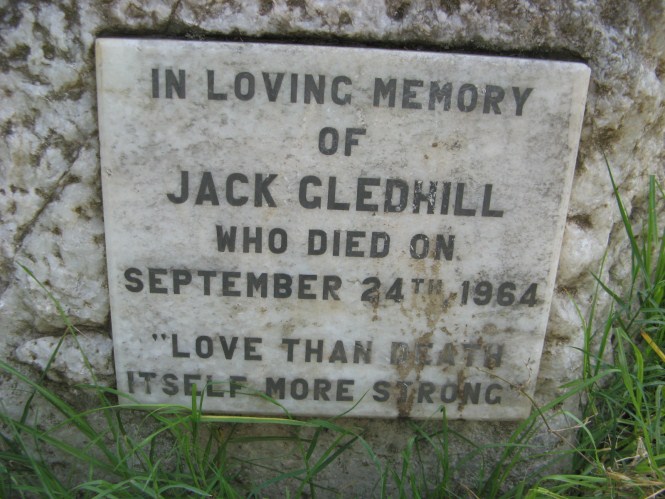 IN LOVING MEMORY
OF
JACK GLEDHILL
WHO DIED ON
SEPTEMBER 24TH, 1964
"LOVE THAN DEATH
ITSELF MORE STRONG